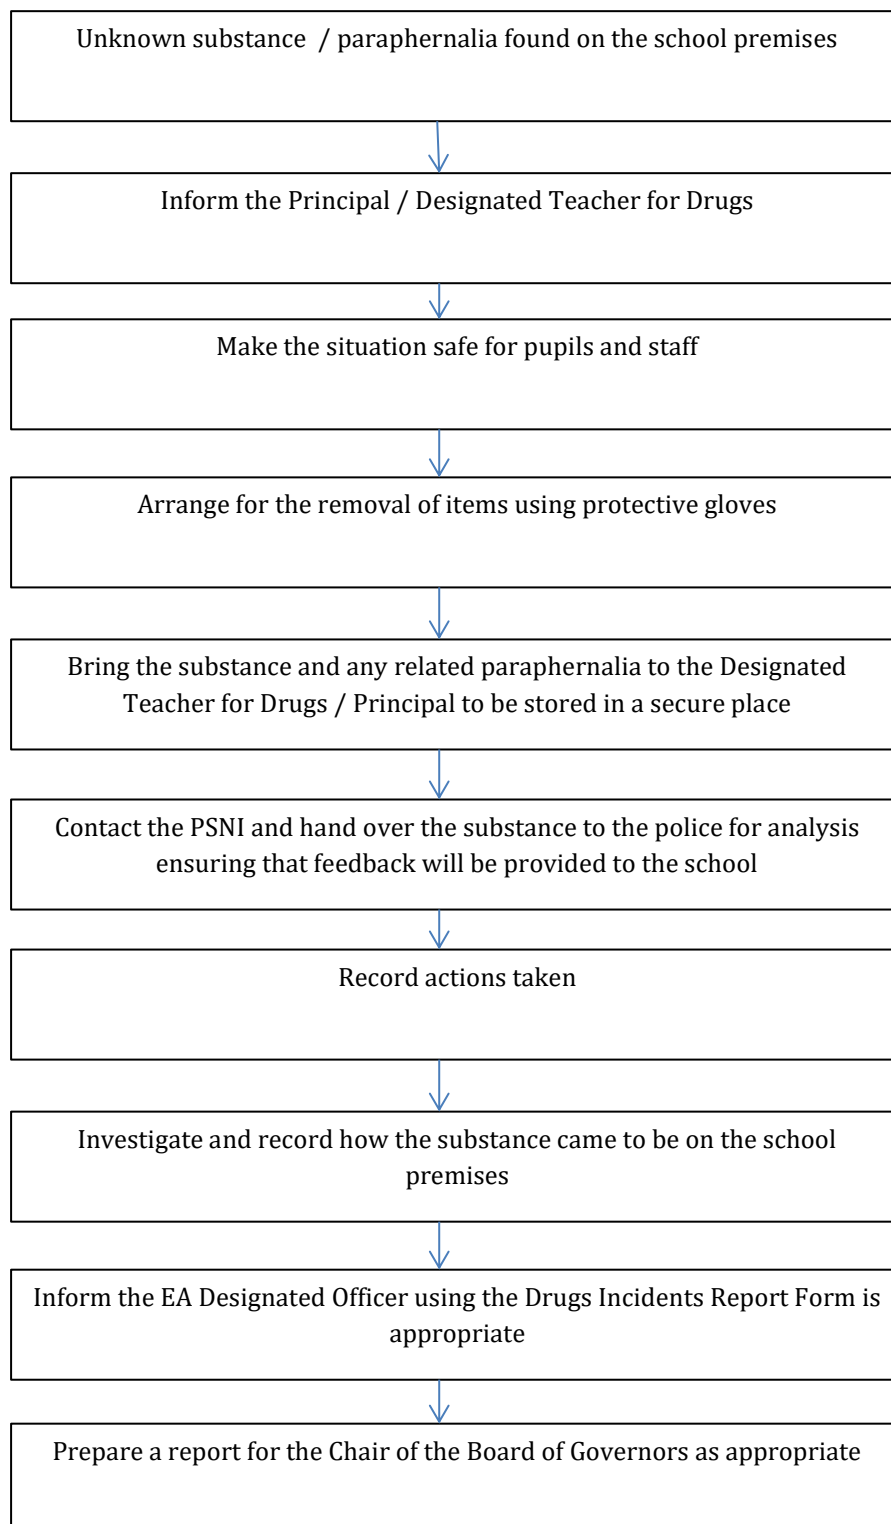 Unknown substance  / paraphernalia found on the school premises
Inform the Principal / Designated Teacher for Drugs
Make the situation safe for pupils and staff
Arrange for the removal of items using protective gloves
Bring the substance and any related paraphernalia to the Designated
Teacher for Drugs / Principal to be stored in a secure place
Contact the PSNI and hand over the substance to the police for analysis
ensuring that feedback will be provided to the school
Record actions taken
Investigate and record how the substance came to be on the school
premises
Inform the EA Designated Officer using the Drugs Incidents Report Form is
appropriate
Prepare a report for the Chair of the Board of Governors as appropriate